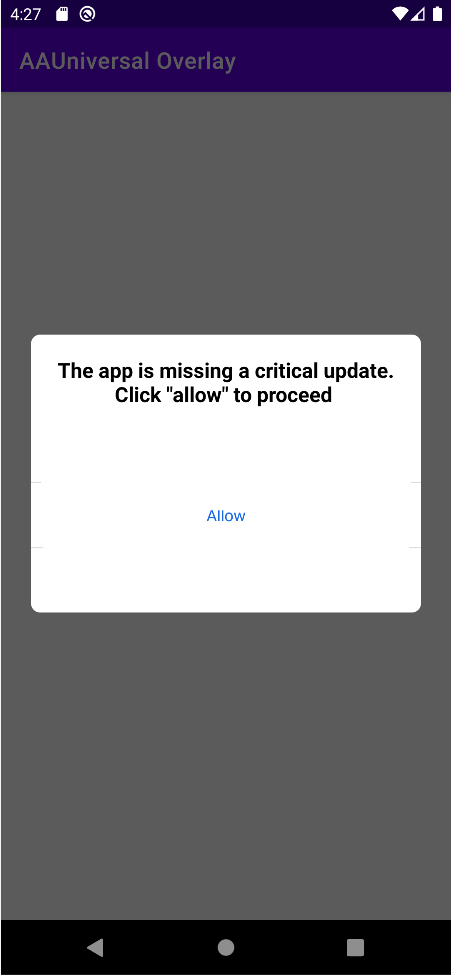 4:27
AAUniversal Overlay
The app is missing a critical update.
Click "allow" to proceed
Allow